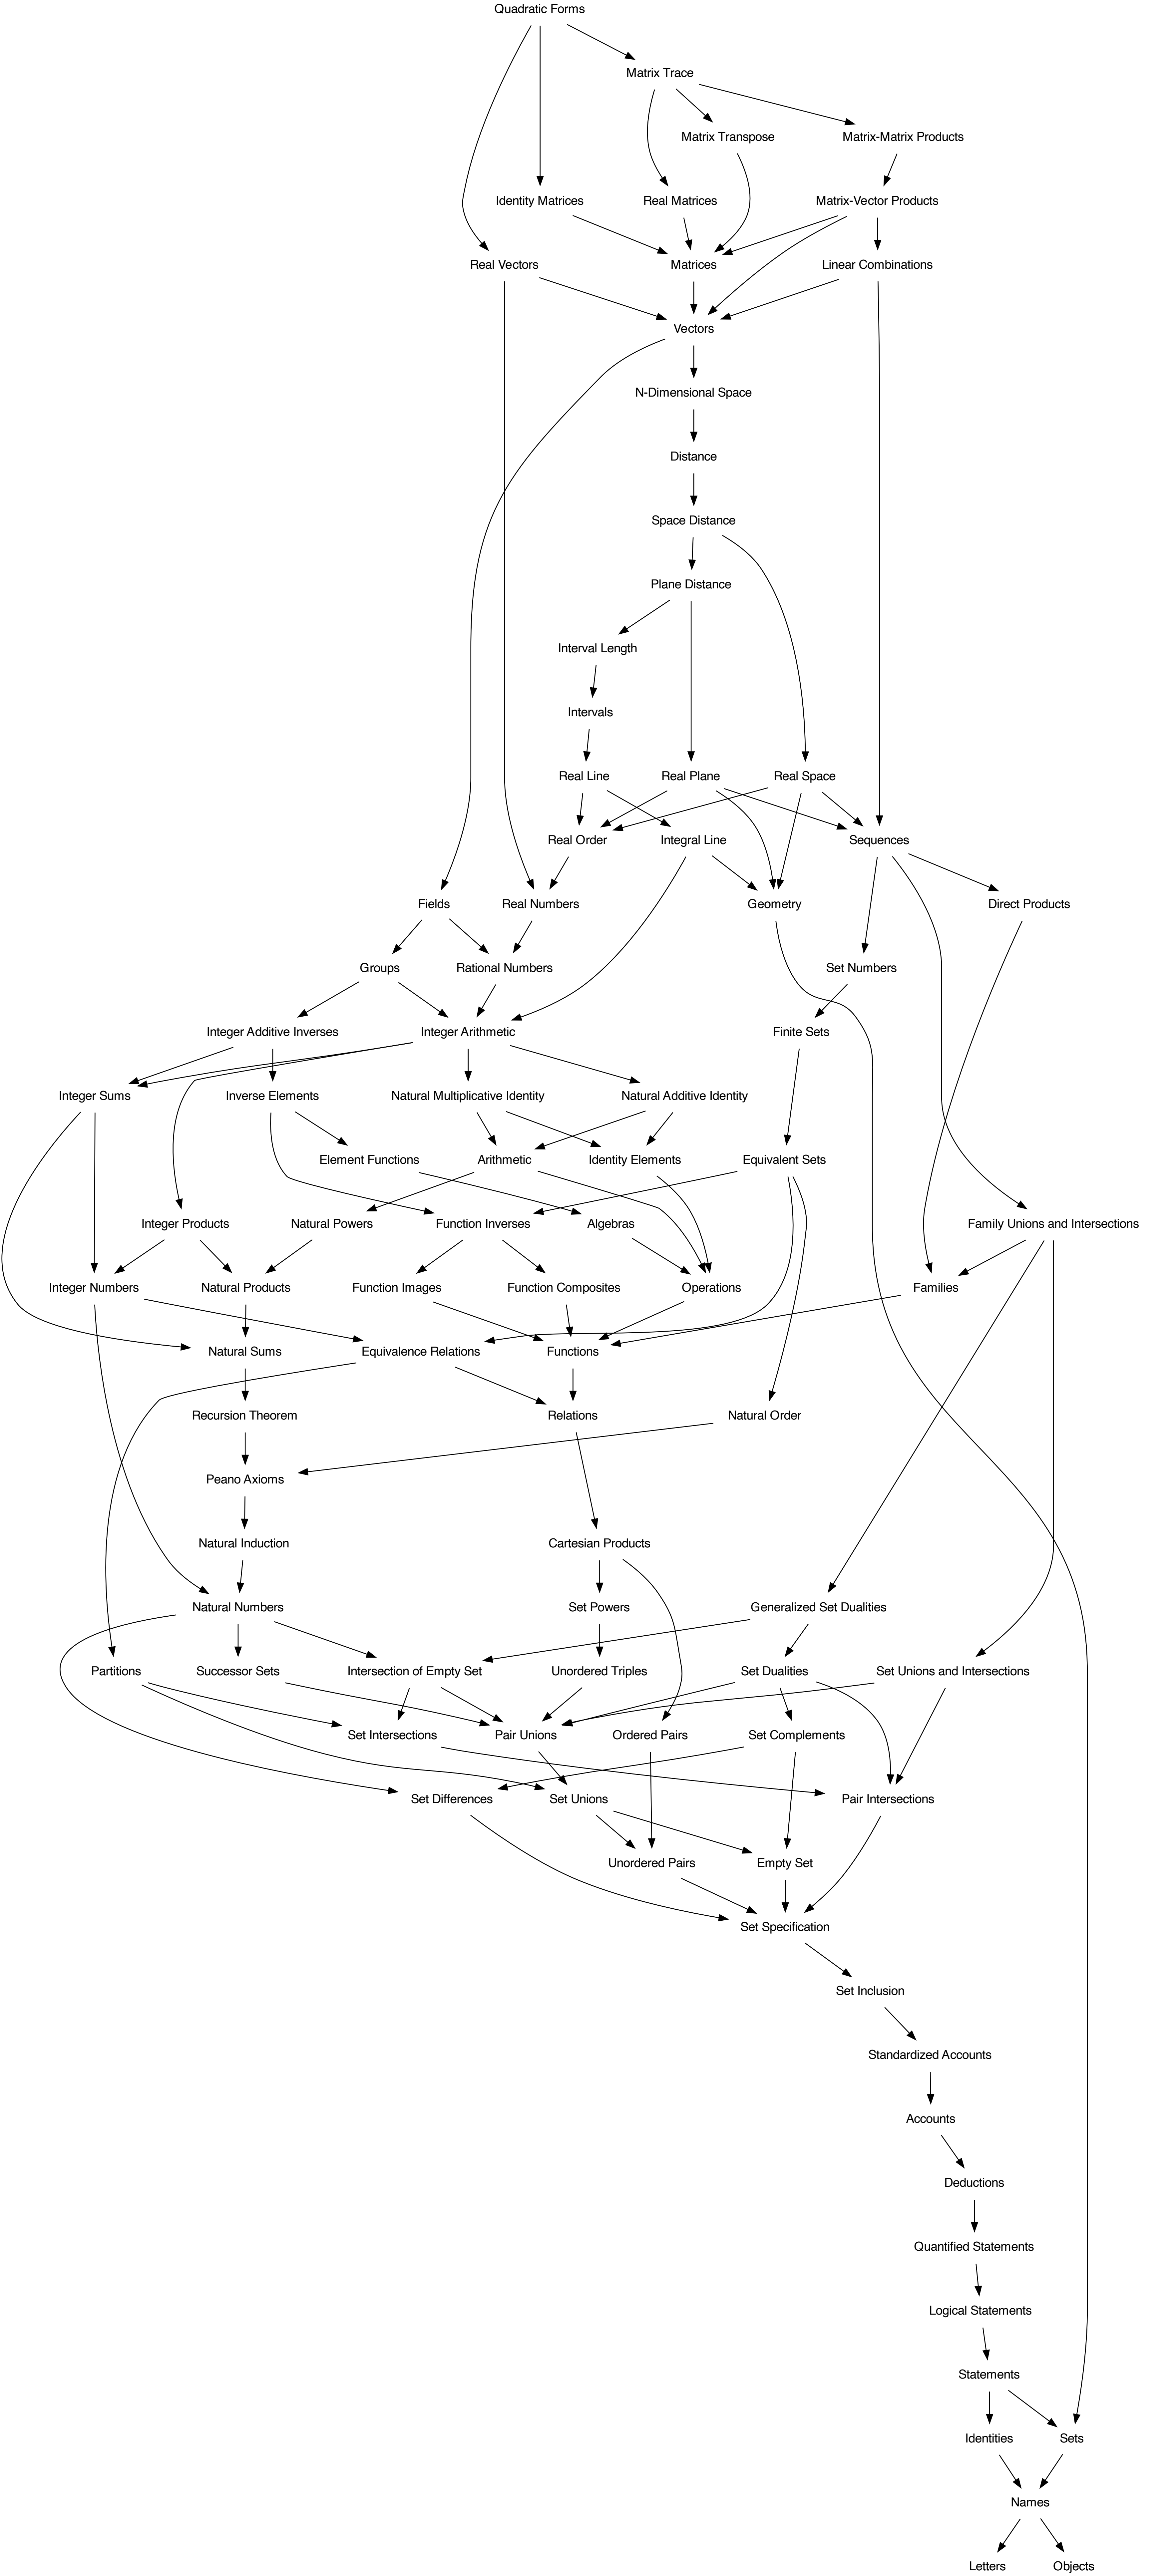 Quadratic Forms
Matrix Trace
Matrix Transpose
Matrix-Matrix Products
Identity Matrices
Real Matrices
Matrix-Vector Products
Real Vectors
Matrices
Linear Combinations
Vectors
N-Dimensional Space
Distance
Space Distance
Plane Distance
Interval Length
Intervals
Real Line
Real Plane
Real Space
Real Order
Integral Line
Sequences
Fields
Real Numbers
Geometry
Direct Products
Groups
Rational Numbers
Set Numbers
Integer Additive Inverses
Integer Arithmetic
Finite Sets
Integer Sums
Inverse Elements
Natural Multiplicative Identity
Natural Additive Identity
Element Functions
Arithmetic
Identity Elements
Equivalent Sets
Integer Products
Natural Powers
Function Inverses
Algebras
Family Unions and Intersections
Integer Numbers
Natural Products
Function Images
Function Composites
Operations
Families
Natural Sums
Equivalence Relations
Functions
Recursion Theorem
Relations
Natural Order
Peano Axioms
Natural Induction
Cartesian Products
Natural Numbers
Set Powers
Generalized Set Dualities
Partitions
Successor Sets
Intersection of Empty Set
Unordered Triples
Set Dualities
Set Unions and Intersections
Set Intersections
Pair Unions
Ordered Pairs
Set Complements
Set Differences
Set Unions
Pair Intersections
Unordered Pairs
Empty Set
Set Specification
Set Inclusion
Standardized Accounts
Accounts
Deductions
Quantified Statements
Logical Statements
Statements
Identities
Sets
Names
Letters
Objects